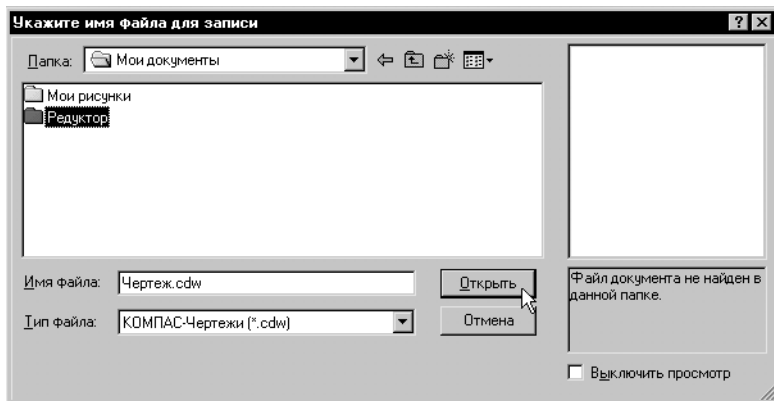 Укажите имя файла для записи
Папка: Мои документы
Мои рисунки
Редуктор
Имя файла: Чертеж.cdw Открыть
Тип файла: КОМПАС-Чертежи (*.cdw) Отмена
Файл документа не найден в
данной папке.
Выключить просмотр